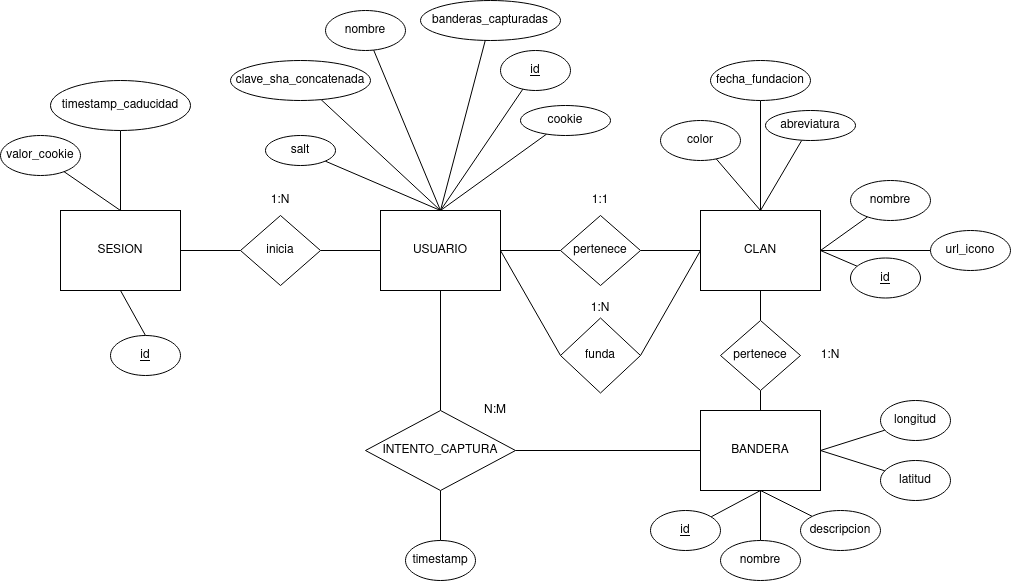 banderas_capturadas
nombre
id
clave_sha_concatenada
fecha_fundacion
timestamp_caducidad
cookie
abreviatura
color
valor_cookie
salt
1:N
1:1
nombre
SESION
inicia
USUARIO
pertenece
CLAN
url_icono
id
1:N
id
funda
pertenece
1:N
N:M
longitud
INTENTO_CAPTURA
BANDERA
latitud
id
descripcion
timestamp
nombre